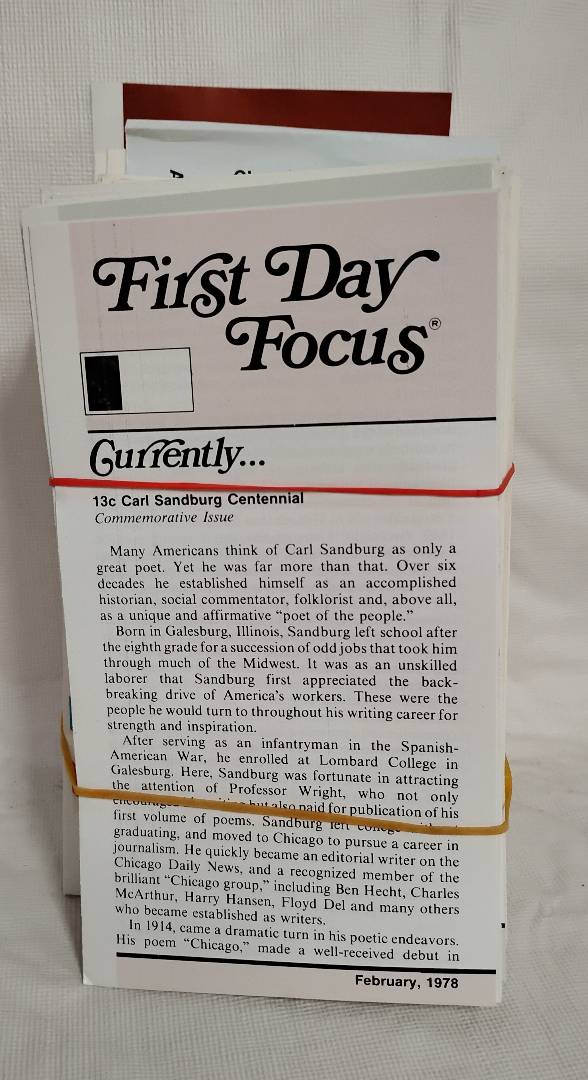 First Day
Focus®
Currently...
13c Carl Sandburg Centennial
Commemorative Issue
Many Americans think of Carl Sandburg as only a
great poet. Yet he was far more than that. Over six
decades he established himself as an accomplished
historian, social commentator, folklorist and, above all,
as a unique and affirmative “poet of the people.”
Born in Galesburg, Illinois, Sandburg left school after
the eighth grade for a succession of odd jobs that took him
through much of the Midwest. It was as an unskilled
laborer that Sandburg first appreciated the back-
breaking drive of America’s workers. These were the
people he would turn to throughout his writing career for
strength and inspiration.
After serving as an infantryman in the Spanish-
American War, he enrolled at Lombard College in
Galesburg. Here, Sandburg was fortunate in attracting
the attention of Professor Wright, who not only
but also paid for publication of his
first volume of poems. Sandburg left college
graduating, and moved to Chicago to pursue a career in
journalism. He quickly became an editorial writer on the
Chicago Daily News, and a recognized member of the
brilliant “Chicago group,” including Ben Hecht, Charles
McArthur, Harry Hansen, Floyd Del and many others
who became established as writers.
In 1914, came a dramatic turn in his poetic endeavors.
His poem “Chicago,” made a well-received debut in
February, 1978